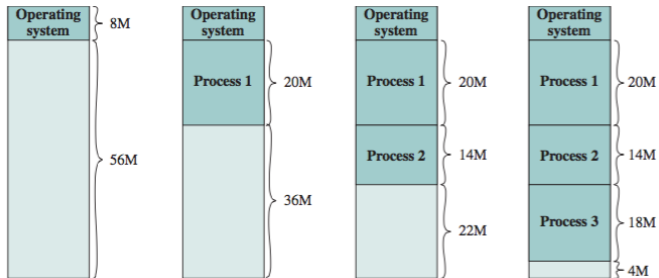 Operating
system
8M
56M
Operating
system
Process 1
20M
36M
Operating
system
Process 1
20M
Process 2
14M
22M
Operating
system
Process 1
20M
Process 2
14M
Process 3
18M
4M